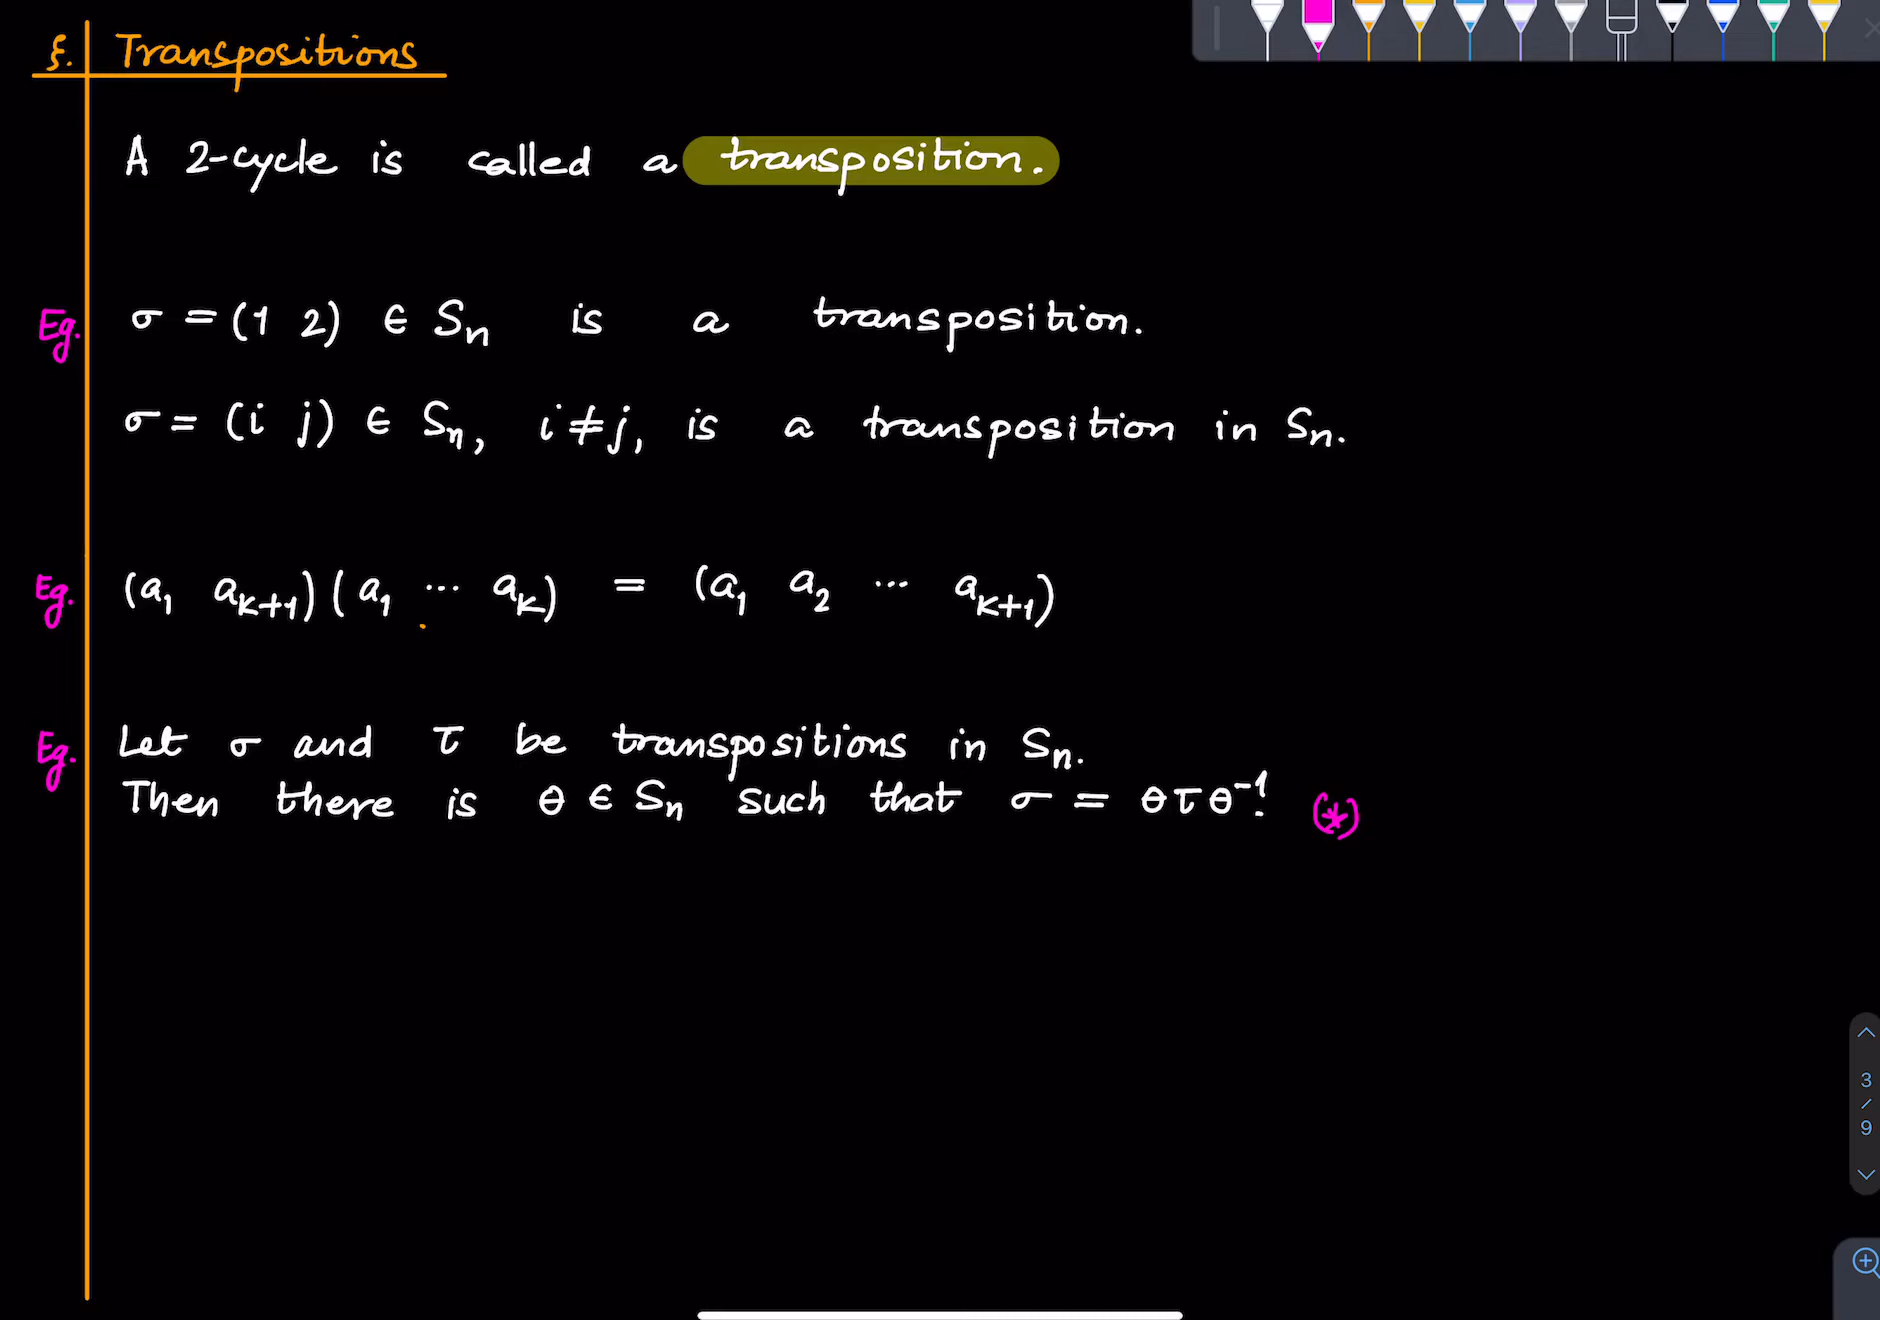 §. Transpositions
A 2-cycle is called a transposition.
Eg. σ = (1 2) ∈ Sₙ is a transposition.
σ = (i j) ∈ Sₙ, i ≠ j, is a transposition in Sₙ.
Eg. (a₁ aₖ₊₁)(a₁ ⋯ aₖ) = (a₁ a₂ ⋯ aₖ₊₁)
Eg. Let σ and τ be transpositions in Sₙ.
Then there is θ ∈ Sₙ such that σ = θτθ⁻¹. (*)
3
/
9